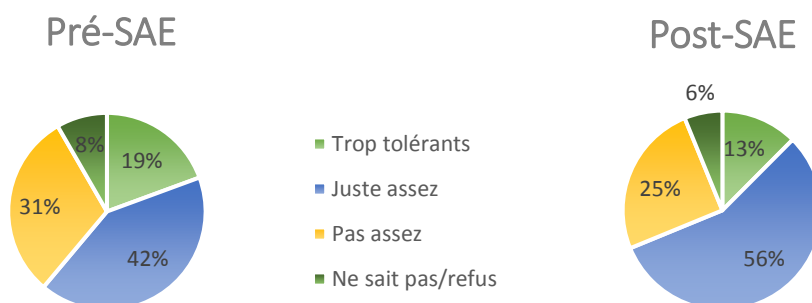 Pré-SAE
8%
19%
31%
42%
Trop tolérants
Juste assez
Pas assez
Ne sait pas/refus
Post-SAE
6%
13%
25%
56%